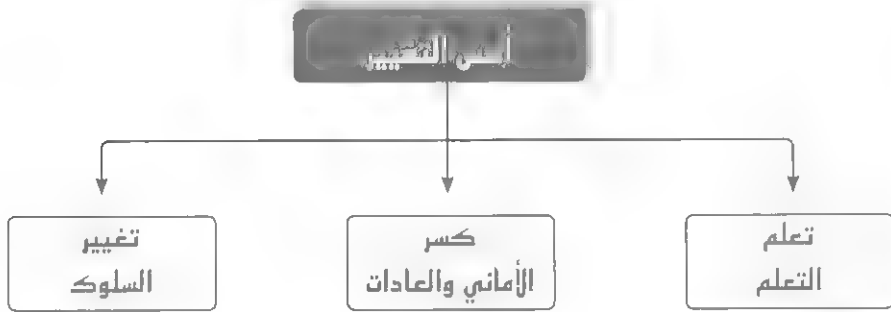 تعلم
التعلم
كسر
الأماني والعادات
تغيير
السلوك